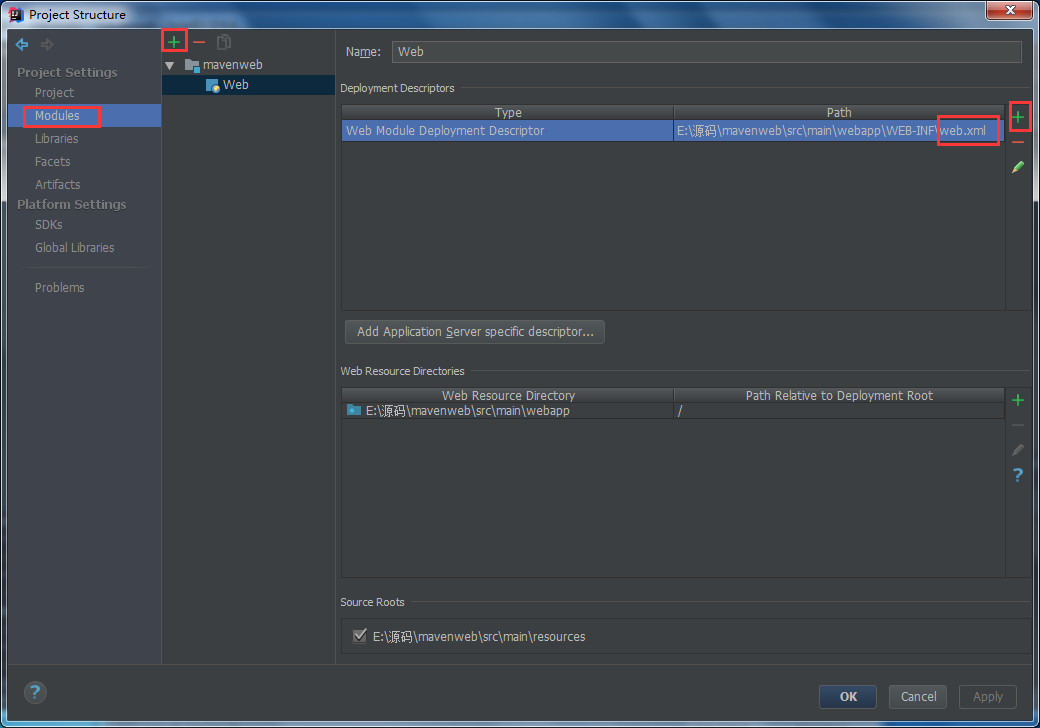 Project Structure
Project Settings
Project
Modules
Libraries
Facets
Artifacts
Platform Settings
SDKs
Global Libraries
Problems
mavenweb
Web
Name: Web
Deployment Descriptors
Type Path
Web Module Deployment Descriptor E:\源码\mavenweb\src\main\webapp\WEB-INF\web.xml
Add Application Server specific descriptor...
Web Resource Directories
Web Resource Directory Path Relative to Deployment Root
E:\源码\mavenweb\src\main\webapp /
Source Roots
E:\源码\mavenweb\src\main\resources
OK Cancel Apply